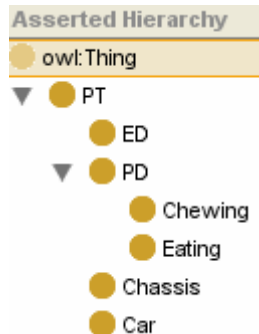 Asserted Hierarchy
owl:Thing
PT
ED
PD
Chewing
Eating
Chassis
Car